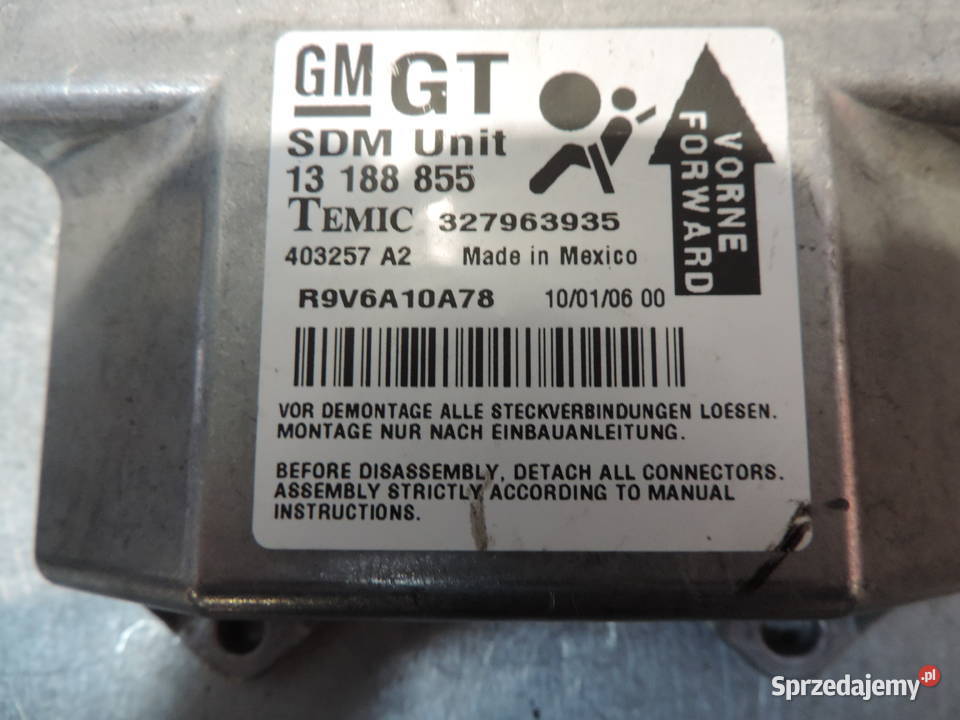 GM GT
SDM Unit
13 188 855
TEMIC 327963935
403257 A2 Made in Mexico
R9V6A10A78 10/01/06 00
VORNE
FORWARD
VOR DEMONTAGE ALLE STECKVERBINDUNGEN LOESEN.
MONTAGE NUR NACH EINBAUANLEITUNG.
BEFORE DISASSEMBLY, DETACH ALL CONNECTORS.
ASSEMBLY STRICTLY ACCORDING TO MANUAL
INSTRUCTIONS.
Sprzedajemy.pl